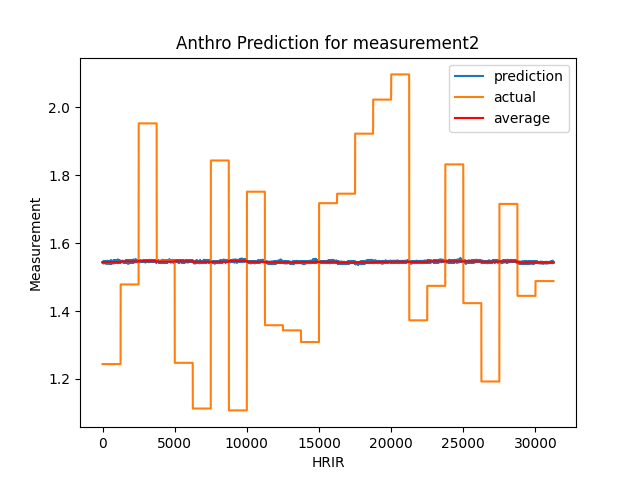 Anthro Prediction for measurement2
prediction
actual
average
Measurement
2.0
1.8
1.6
1.4
1.2
0 5000 10000 15000 20000 25000 30000
HRIR